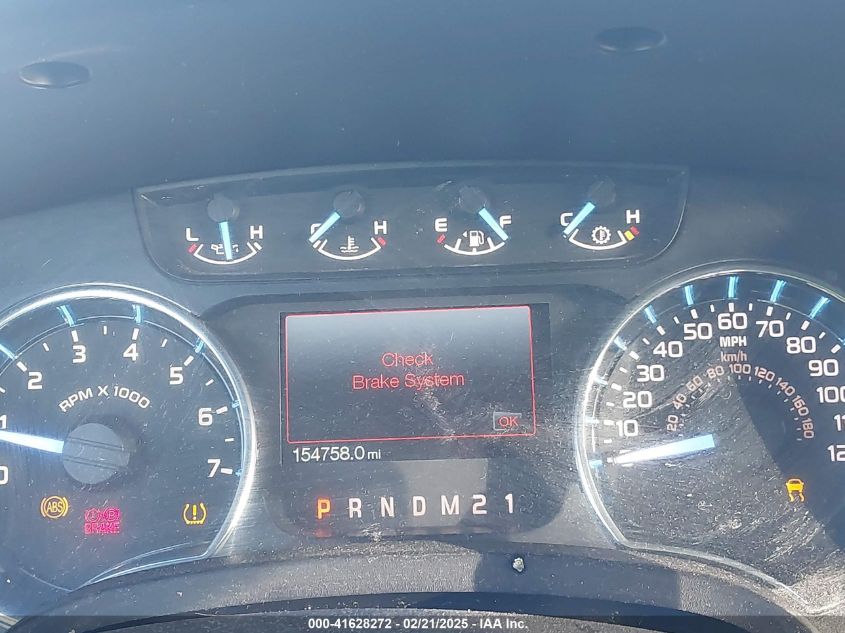 L H
C H
E F
C H
0 1 2 3 4 5 6 7
RPM X 1000
Check
Brake System
OK
154758.0 mi
P R N D M 2 1
ABS
BRAKE
10 20 30 40 50 60 70 80 90 100
MPH
km/h
20 40 60 80 100 120 140 160 180
000-41628272 - 02/21/2025 - IAA Inc.